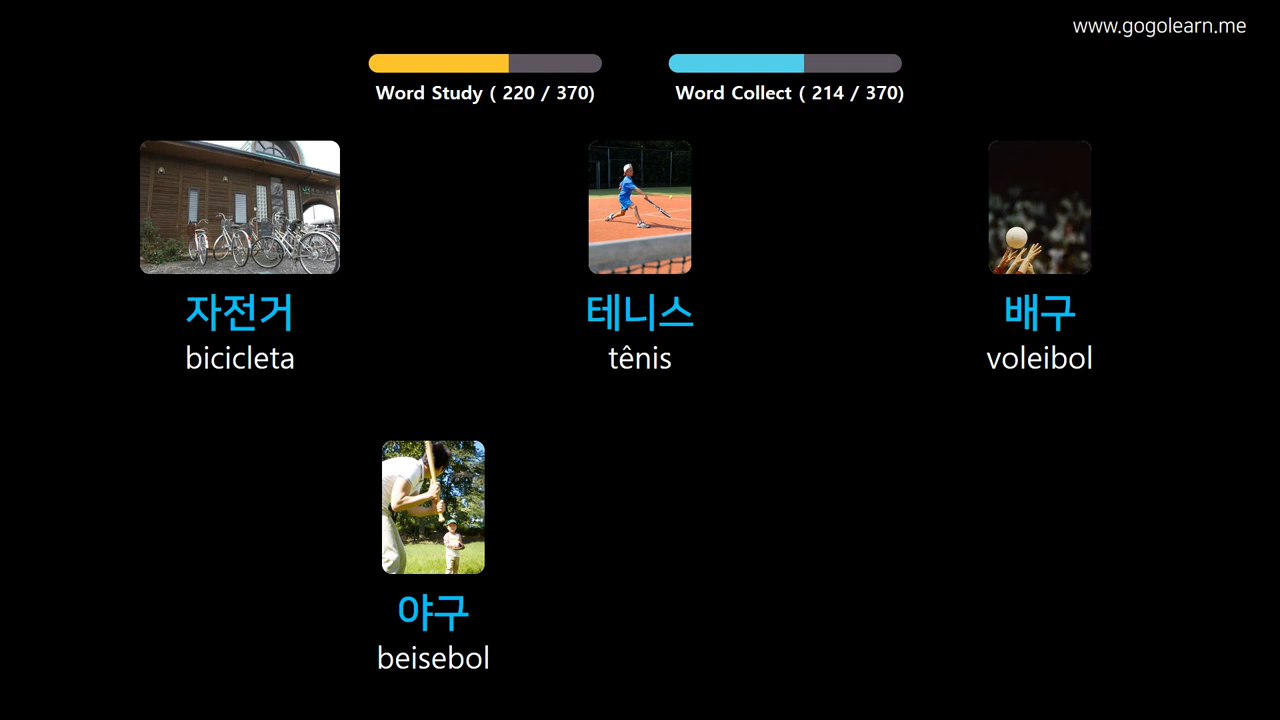 www.gogolearn.me
Word Study ( 220 / 370)
Word Collect ( 214 / 370)
자전거
bicicleta
테니스
tênis
배구
voleibol
야구
beisebol